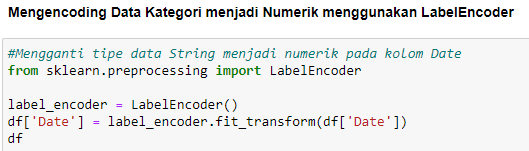 Mengencoding Data Kategori menjadi Numerik menggunakan LabelEncoder
#Mengganti tipe data String menjadi numerik pada kolom Date
from sklearn.preprocessing import LabelEncoder
label_encoder = LabelEncoder()
df['Date'] = label_encoder.fit_transform(df['Date'])
df